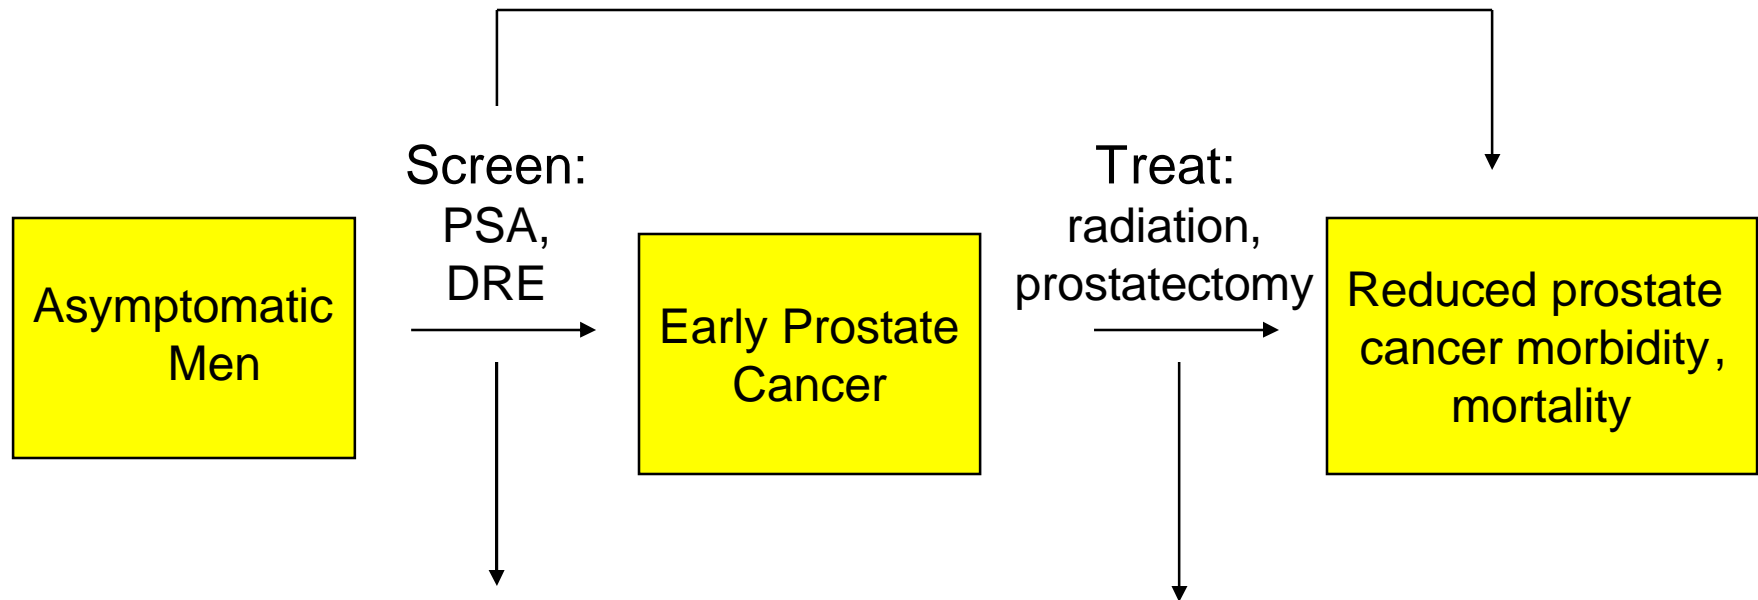 Screen:
PSA,
DRE
Treat:
radiation,
prostatectomy
Asymptomatic
Men
Early Prostate
Cancer
Reduced prostate
cancer morbidity,
mortality